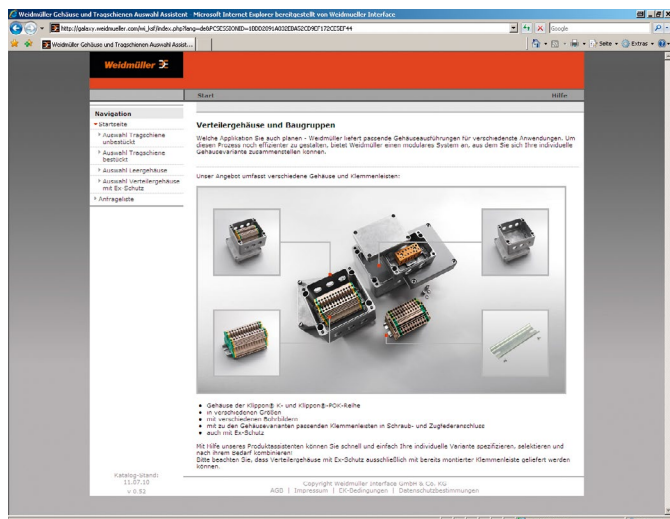 Weidmüller Gehäuse und Tragschienen Auswahl Assistent - Microsoft Internet Explorer bereitgestellt von Weidmueller Interface
Google
Weidmüller Gehäuse und Tragschienen Auswahl Assist...
Seite
Extras
Weidmüller
Start
Hilfe
Navigation
Startseite
Auswahl Tragschiene
unbestückt
Auswahl Tragschiene
bestückt
Auswahl Leergehäuse
Auswahl Verteilergehäuse
mit Ex-Schutz
Anfrageliste
Verteilergehäuse und Baugruppen
Welche Applikation Sie auch planen - Weidmüller liefert passende Gehäuseausführungen für verschiedenste Anwendungen. Um
diesen Prozess noch effizienter zu gestalten, bietet Weidmüller einen modulares System an, aus dem Sie sich Ihre individuelle
Gehäusevariante zusammenstellen können.
Unser Angebot umfasst verschiedene Gehäuse und Klemmenleisten:
Gehäuse der Klippon® K- und Klippon®-POK-Reihe
in verschiedenen Größen
mit verschiedenen Bohrbildern
mit zu den Gehäusevarianten passenden Klemmenleisten in Schraub- und Zugfederanschluss
auch mit Ex-Schutz
Mit Hilfe unseres Produktassistenten können Sie schnell und einfach Ihre individuelle Variante spezifizieren, selektieren und
nach Ihrem Bedarf kombinieren!
Bitte beachten Sie, dass Verteilergehäuse mit Ex-Schutz ausschließlich mit bereits montierter Klemmenleiste geliefert werden
können.
Katalog-Stand:
11.07.10
v 0.52
Copyright Weidmüller Interface GmbH & Co. KG
AGB | Impressum | EK-Bedingungen | Datenschutzbestimmungen